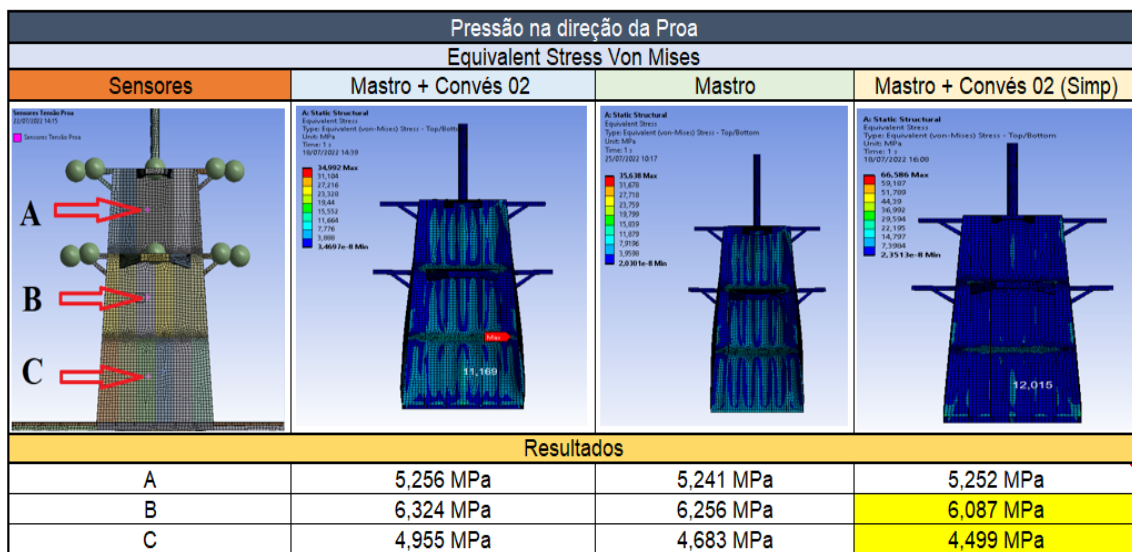 Pressão na direção da Proa
Equivalent Stress Von Mises
Sensores
Mastro + Convés 02
Mastro
Mastro + Convés 02 (Simp)
Sensores Tensão Proa
22/07/2022 14:15
Sensores Tensão Proa
A
B
C
A: Static Structural
Equivalent Stress
Type: Equivalent (von-Mises) Stress - Top/Bottom
Unit: MPa
Time: 1 s
18/07/2022 14:39
34,992 Max
31,104
27,216
23,328
19,44
15,552
11,664
7,776
3,888
3,4697e-8 Min
Max
11,169
A: Static Structural
Equivalent Stress
Type: Equivalent (von-Mises) Stress - Top/Bottom
Unit: MPa
Time: 1 s
25/07/2022 10:17
35,638 Max
31,678
27,718
23,759
19,799
15,839
11,879
7,9196
3,9598
2,0301e-8 Min
A: Static Structural
Equivalent Stress
Type: Equivalent (von-Mises) Stress - Top/Bottom
Unit: MPa
Time: 1 s
18/07/2022 16:08
66,586 Max
59,187
51,789
44,39
36,992
29,594
22,195
14,797
7,3984
2,3513e-8 Min
12,015
Resultados
A 5,256 MPa 5,241 MPa 5,252 MPa
B 6,324 MPa 6,256 MPa 6,087 MPa
C 4,955 MPa 4,683 MPa 4,499 MPa